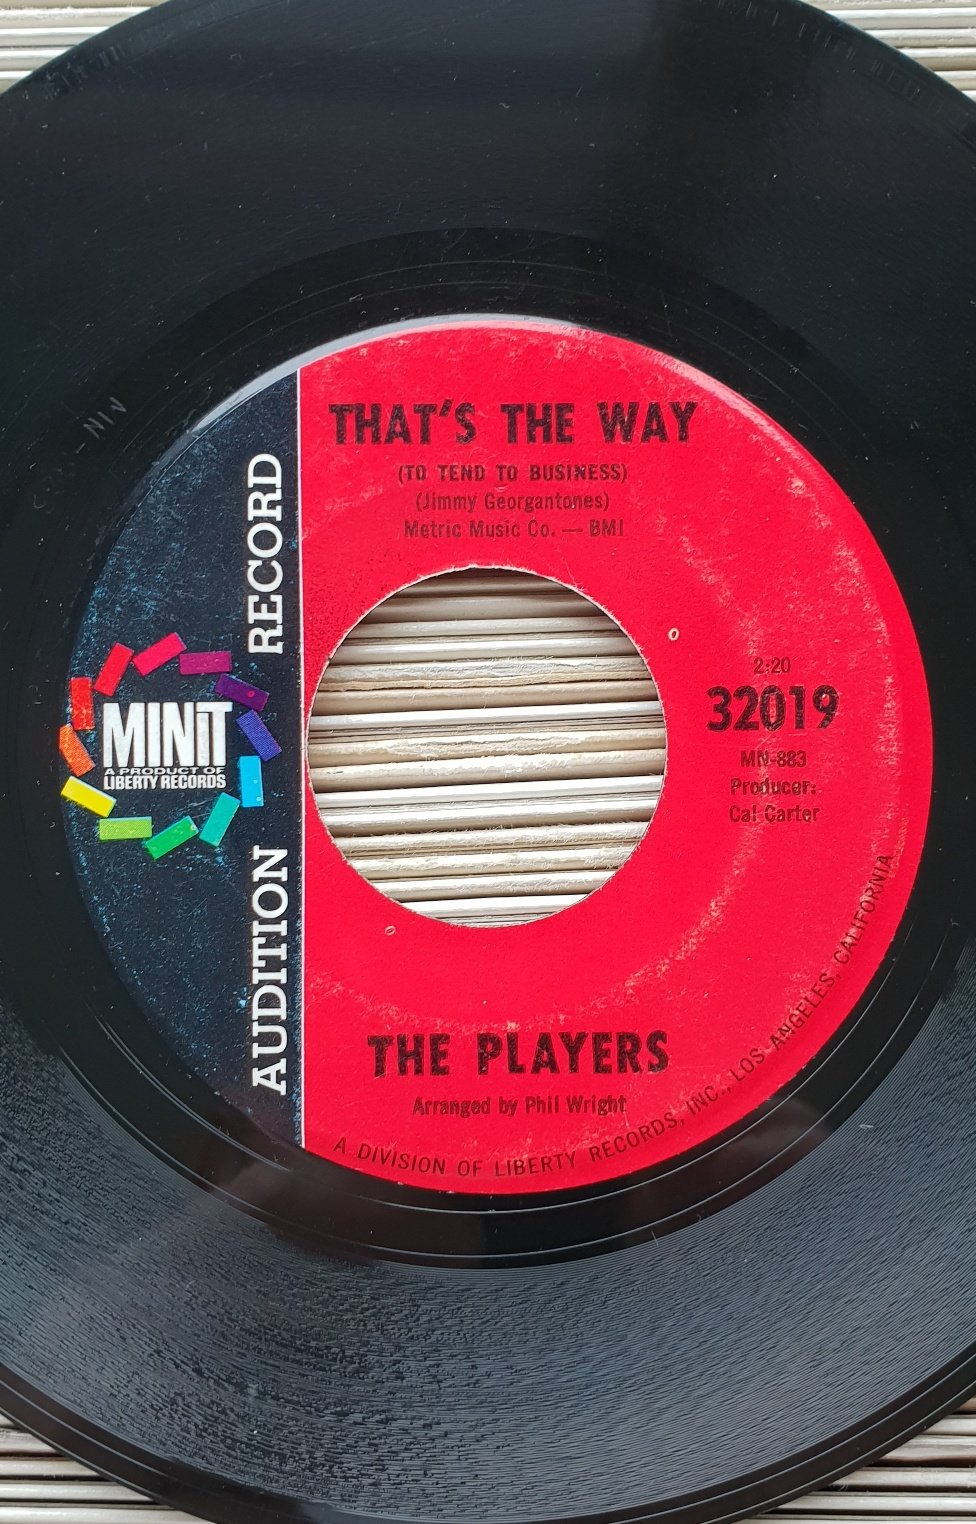 THAT'S THE WAY
(TO TEND TO BUSINESS)
(Jimmy Georgantones)
Metric Music Co. — BMI
AUDITION RECORD
MINIT
A PRODUCT OF
LIBERTY RECORDS
2:20
32019
MN-883
Producer:
Cal Carter
THE PLAYERS
Arranged by Phil Wright
A DIVISION OF LIBERTY RECORDS, INC., LOS ANGELES, CALIFORNIA